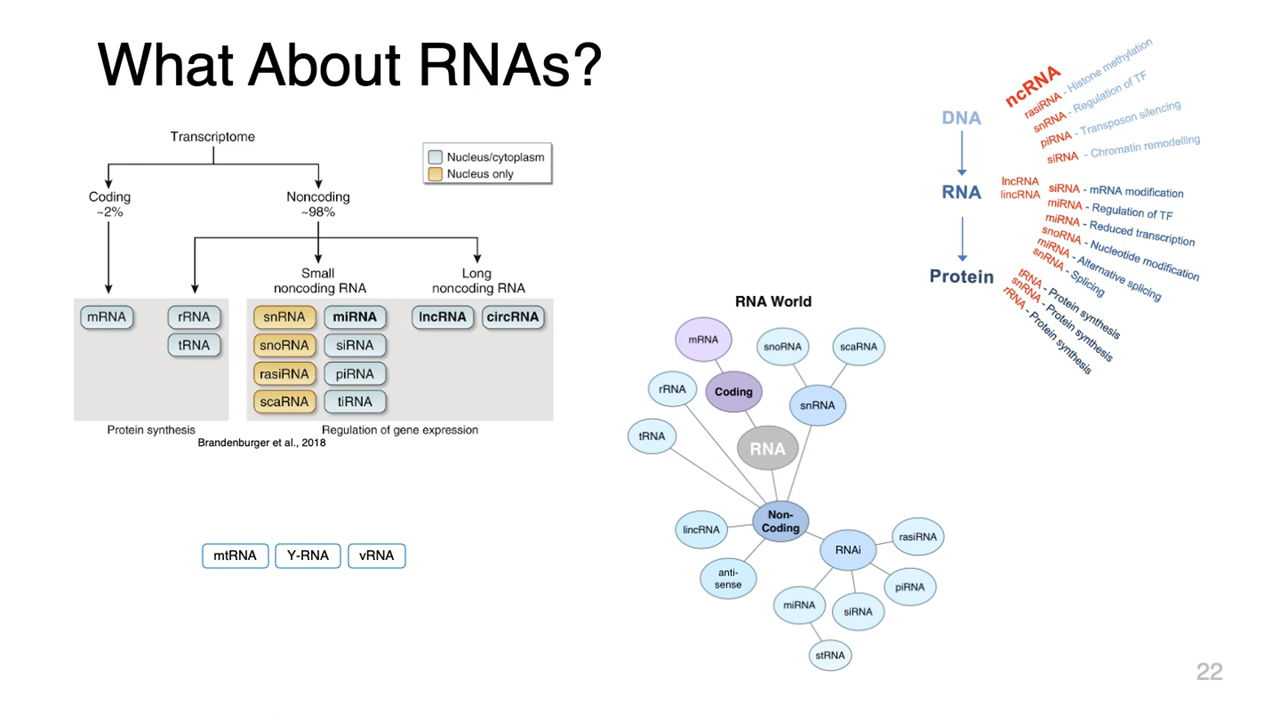 What About RNAs?
Transcriptome
Nucleus/cytoplasm
Nucleus only
Coding
~2%
Noncoding
~98%
Small
noncoding RNA
Long
noncoding RNA
mRNA
rRNA
tRNA
snRNA
miRNA
snoRNA
siRNA
rasiRNA
piRNA
scaRNA
tiRNA
lncRNA
circRNA
Protein synthesis
Regulation of gene expression
Brandenburger et al., 2018
mtRNA
Y-RNA
vRNA
RNA World
mRNA
snoRNA
scaRNA
rRNA
Coding
snRNA
tRNA
RNA
Non-
Coding
lincRNA
anti-
sense
RNAi
rasiRNA
piRNA
miRNA
siRNA
stRNA
DNA
RNA
Protein
ncRNA
rasiRNA - Histone methylation
snRNA - Regulation of TF
piRNA - Transposon silencing
siRNA - Chromatin remodelling
lncRNA
lincRNA
siRNA - mRNA modification
miRNA - Regulation of TF
miRNA - Reduced transcription
snoRNA - Nucleotide modification
miRNA - Alternative splicing
snRNA - Splicing
tRNA - Protein synthesis
snRNA - Protein synthesis
rRNA - Protein synthesis
22